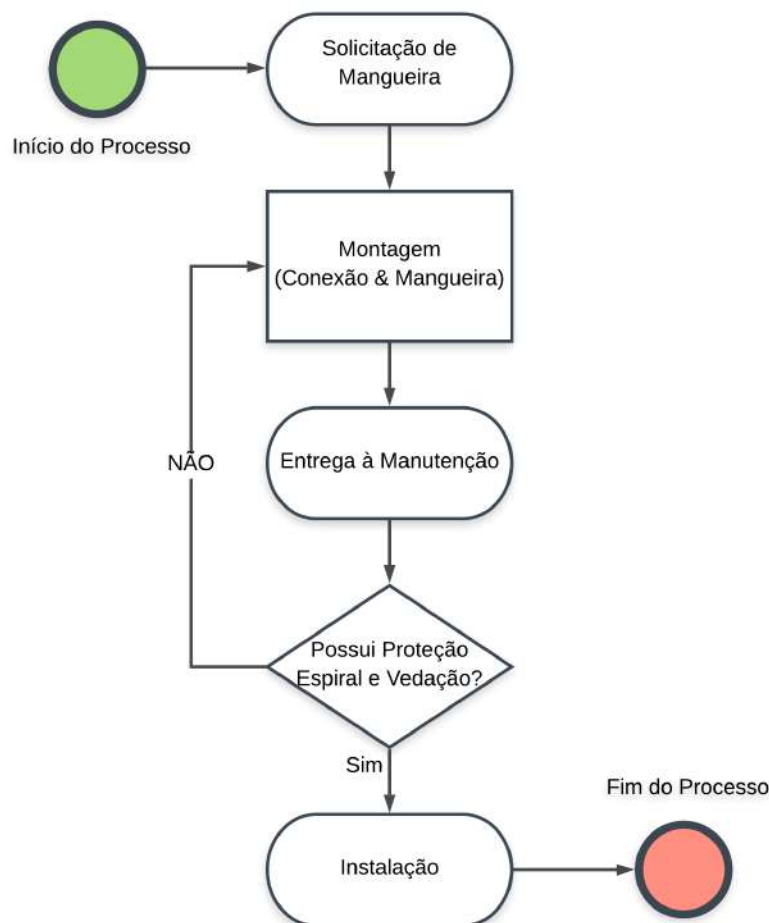 Solicitação de
Mangueira
Início do Processo
Montagem
(Conexão & Mangueira)
NÃO
Entrega à Manutenção
Possui Proteção
Espiral e Vedação?
Sim
Fim do Processo
Instalação